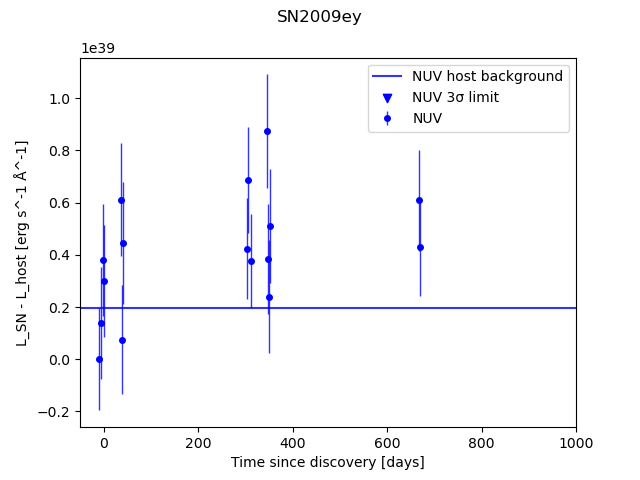 SN2009ey
1e39
NUV host background
NUV 3σ limit
NUV
1.0
0.8
0.6
0.4
0.2
0.0
−0.2
L_SN - L_host [erg s^-1 Å^-1]
0 200 400 600 800 1000
Time since discovery [days]